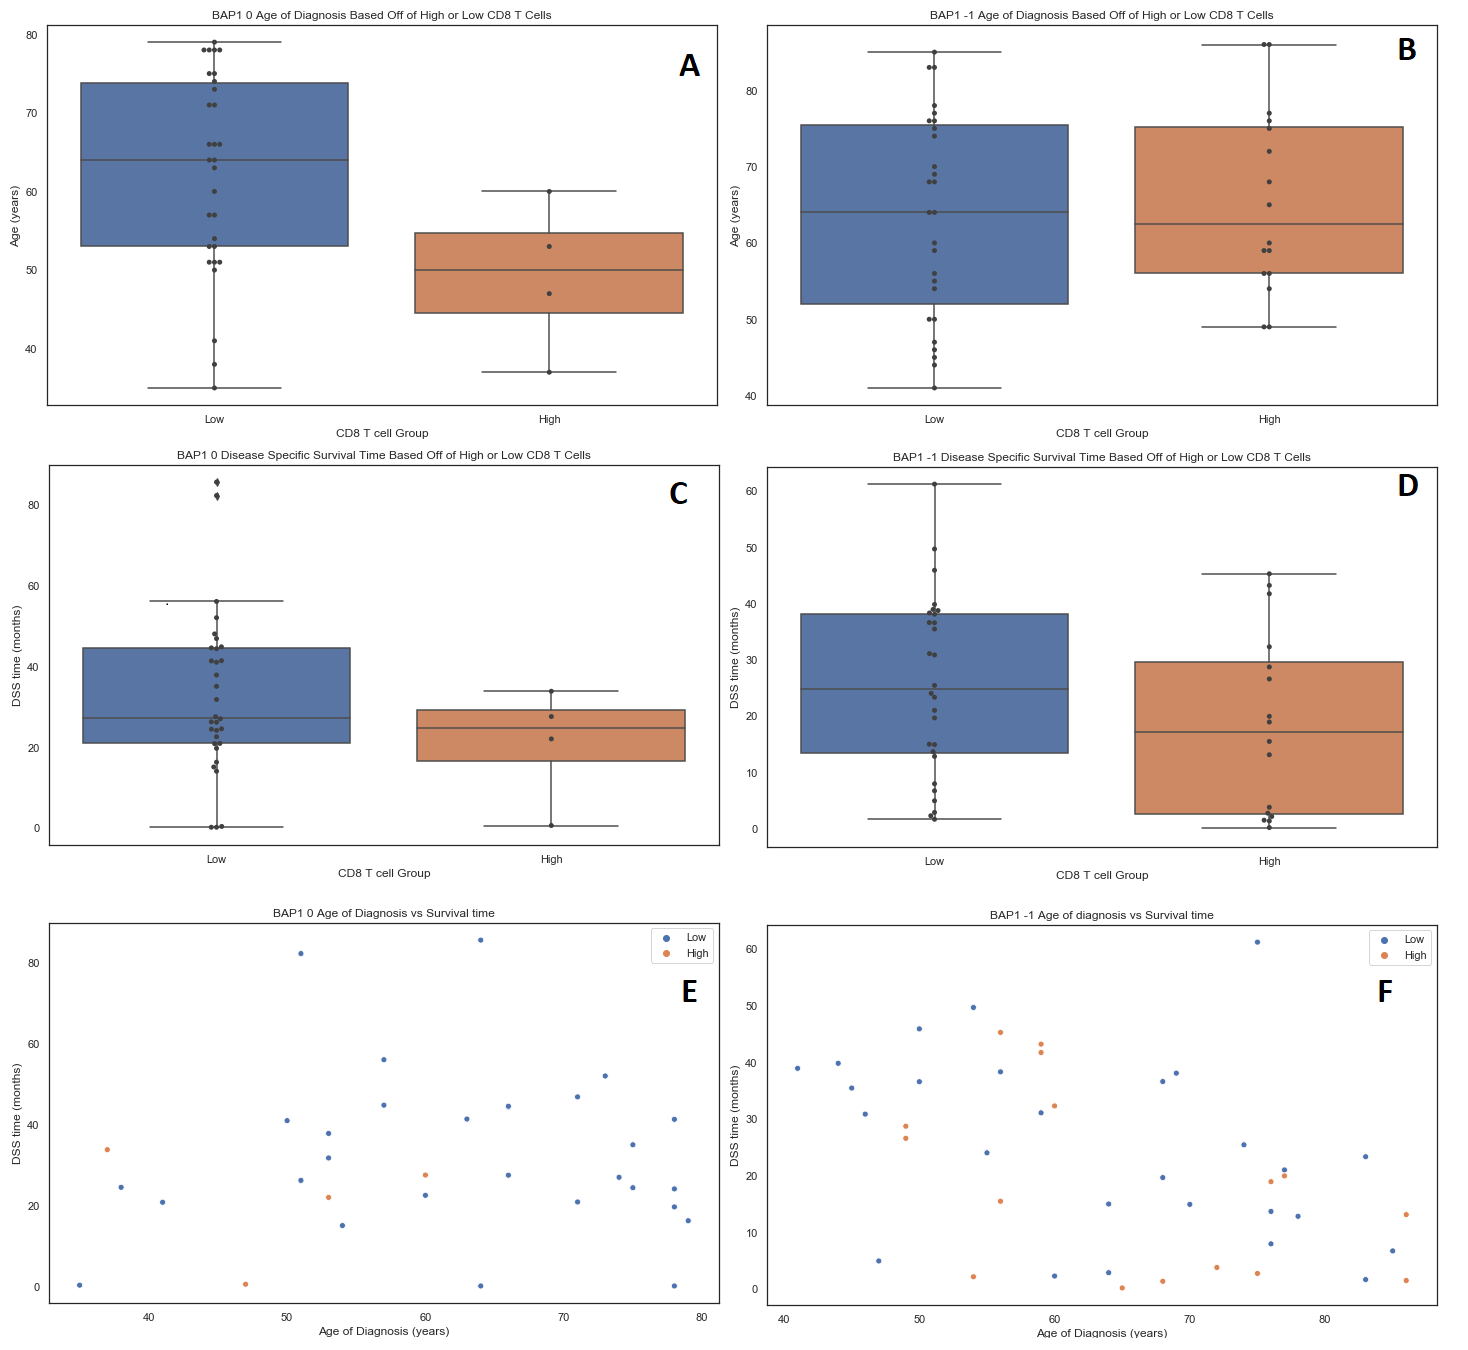 BAP1 0 Age of Diagnosis Based Off of High or Low CD8 T Cells
A
Age (years)
80
70
60
50
40
Low
High
CD8 T cell Group
BAP1 -1 Age of Diagnosis Based Off of High or Low CD8 T Cells
B
Age (years)
80
70
60
50
40
Low
High
CD8 T cell Group
BAP1 0 Disease Specific Survival Time Based Off of High or Low CD8 T Cells
C
DSS time (months)
80
60
40
20
0
Low
High
CD8 T cell Group
BAP1 -1 Disease Specific Survival Time Based Off of High or Low CD8 T Cells
D
DSS time (months)
60
50
40
30
20
10
0
Low
High
CD8 T cell Group
BAP1 0 Age of Diagnosis vs Survival time
Low
High
E
DSS time (months)
80
60
40
20
0
40 50 60 70 80
Age of Diagnosis (years)
BAP1 -1 Age of diagnosis vs Survival time
Low
High
F
DSS time (months)
60
50
40
30
20
10
0
40 50 60 70 80
Age of Diagnosis (years)